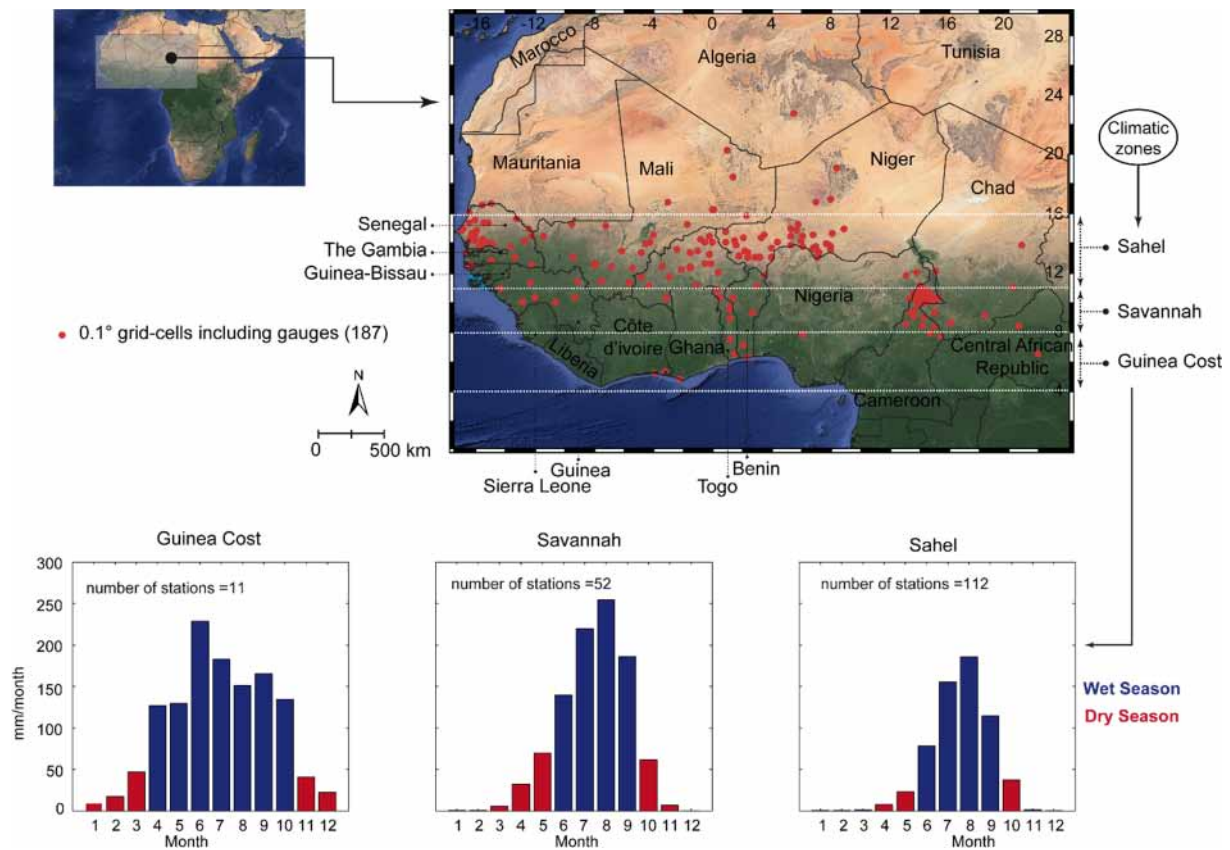 -16 -12 -8 -4 0 4 8 12 16 20
Marocco
Algeria
Tunisia
28
24
20
16
12
8
4
Climatic
zones
Mauritania
Mali
Niger
Chad
Senegal
The Gambia
Guinea-Bissau
Sahel
Nigeria
Savannah
0.1° grid-cells including gauges (187)
Côte
d'ivoire
Ghana
Liberia
Central African
Republic
Guinea Cost
Cameroon
N
0 500 km
Guinea
Sierra Leone
Benin
Togo
Guinea Cost
Savannah
Sahel
number of stations =11
number of stations =52
number of stations =112
300
250
200
150
100
50
0
mm/month
Wet Season
Dry Season
1 2 3 4 5 6 7 8 9 10 11 12
Month
1 2 3 4 5 6 7 8 9 10 11 12
Month
1 2 3 4 5 6 7 8 9 10 11 12
Month